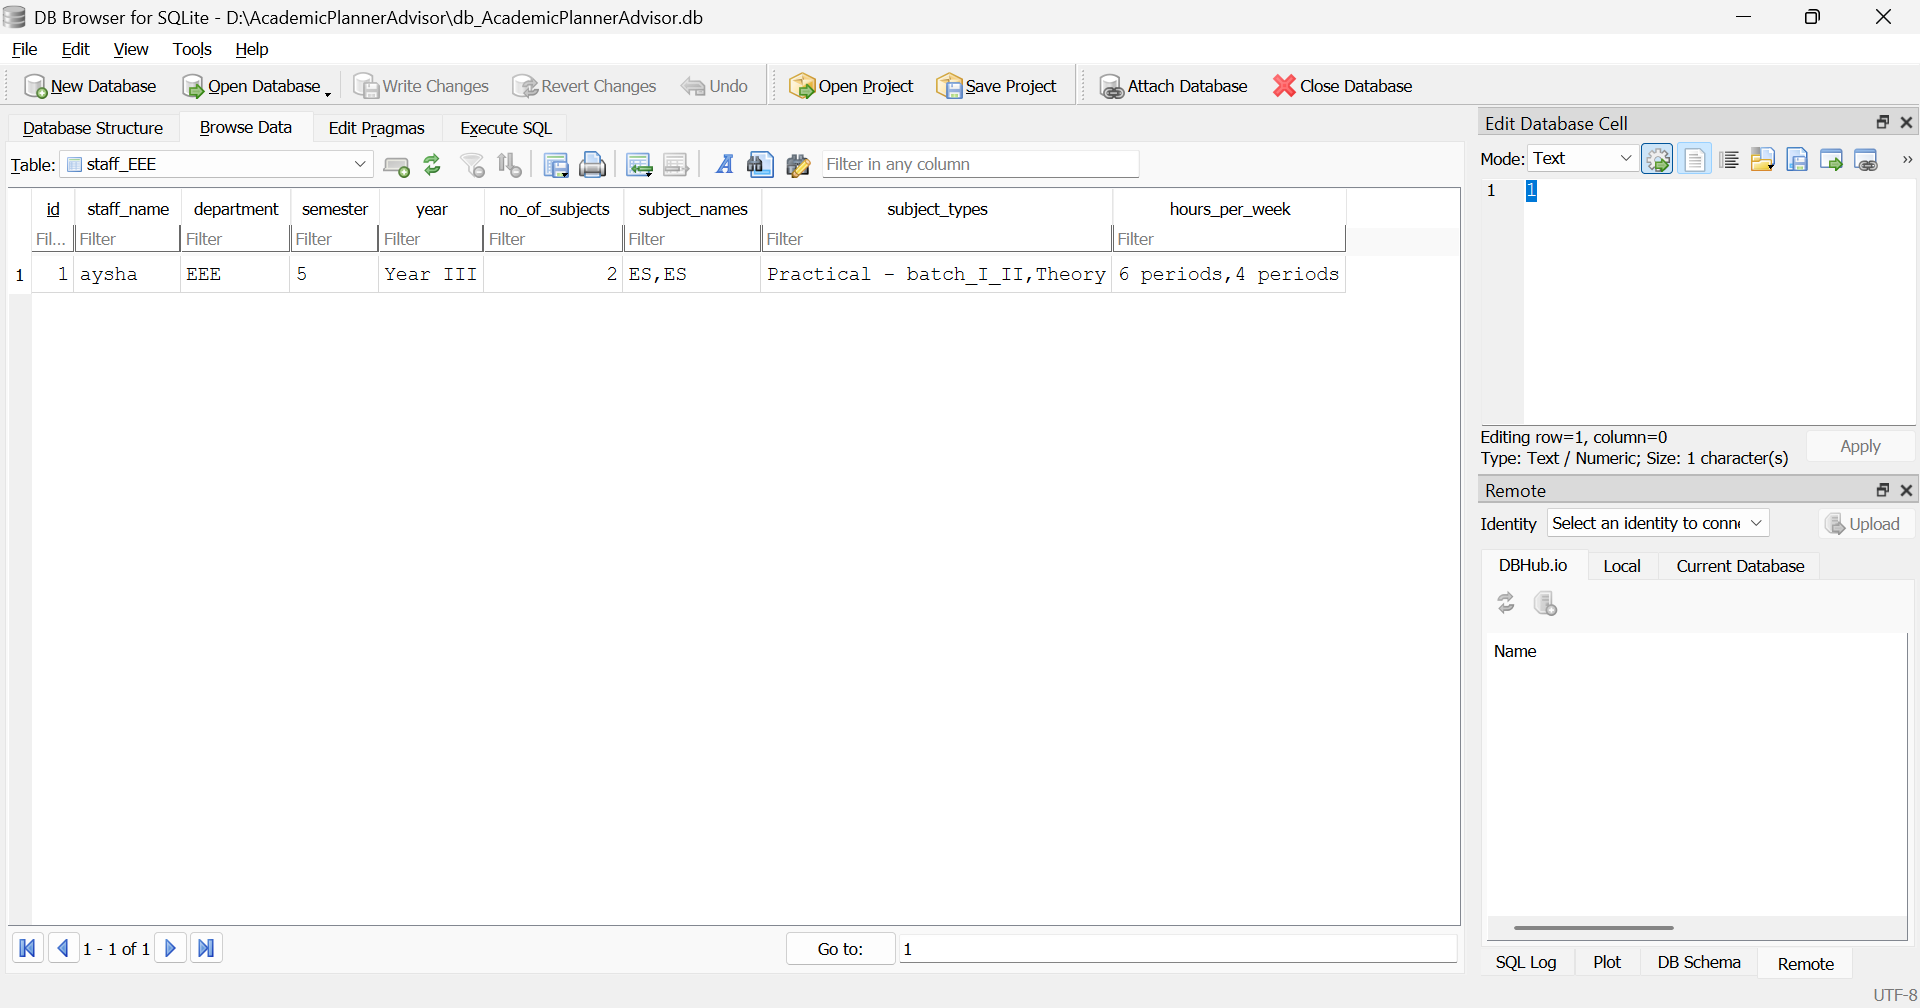 DB Browser for SQLite - D:\AcademicPlannerAdvisor\db_AcademicPlannerAdvisor.db
File Edit View Tools Help
New Database Open Database Write Changes Revert Changes Undo Open Project Save Project Attach Database Close Database
Database Structure Browse Data Edit Pragmas Execute SQL
Table: staff_EEE Filter in any column
id staff_name department semester year no_of_subjects subject_names subject_types hours_per_week
Fil... Filter Filter Filter Filter Filter Filter Filter Filter
1 1 aysha EEE 5 Year III 2 ES,ES Practical - batch_I_II,Theory 6 periods,4 periods
1 - 1 of 1 Go to: 1
Edit Database Cell
Mode: Text
1 1
Editing row=1, column=0
Type: Text / Numeric; Size: 1 character(s)
Apply
Remote
Identity Select an identity to conne Upload
DBHub.io Local Current Database
Name
SQL Log Plot DB Schema Remote
UTF-8